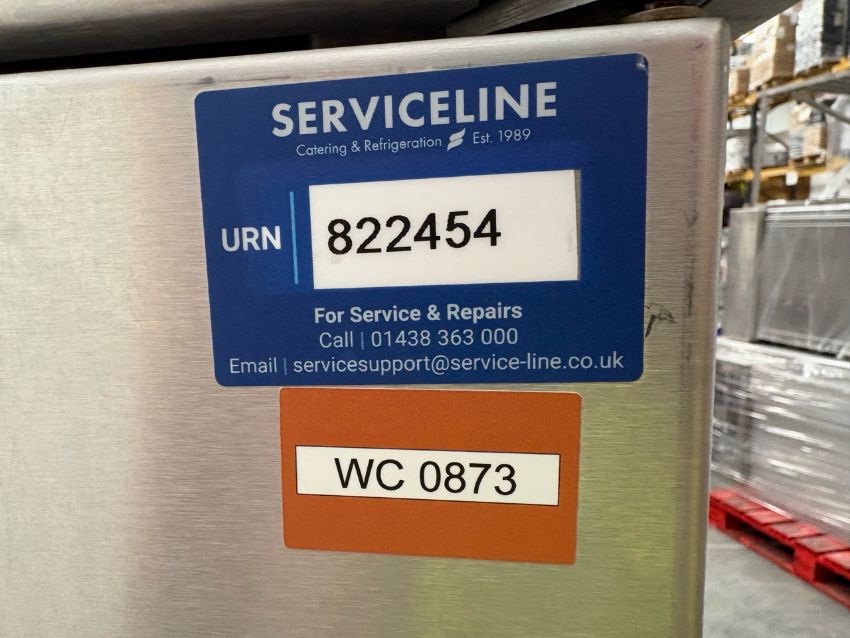 SERVICELINE
Catering & Refrigeration Est. 1989
URN 822454
For Service & Repairs
Call | 01438 363 000
Email | servicesupport@service-line.co.uk
WC 0873